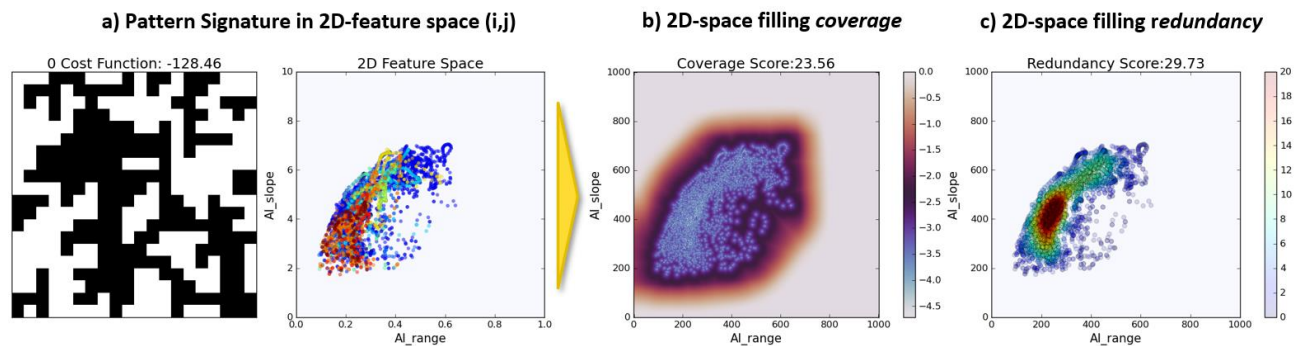 a) Pattern Signature in 2D-feature space (i,j)
b) 2D-space filling coverage
c) 2D-space filling redundancy
0 Cost Function: -128.46
2D Feature Space
Coverage Score:23.56
Redundancy Score:29.73
10
8
6
4
2
0
AI_slope
0.0 0.2 0.4 0.6 0.8 1.0
AI_range
1000
800
600
400
200
0
AI_slope
0 200 400 600 800 1000
AI_range
0.0
−0.5
−1.0
−1.5
−2.0
−2.5
−3.0
−3.5
−4.0
−4.5
1000
800
600
400
200
0
AI_slope
0 200 400 600 800 1000
AI_range
20
18
16
14
12
10
8
6
4
2
0